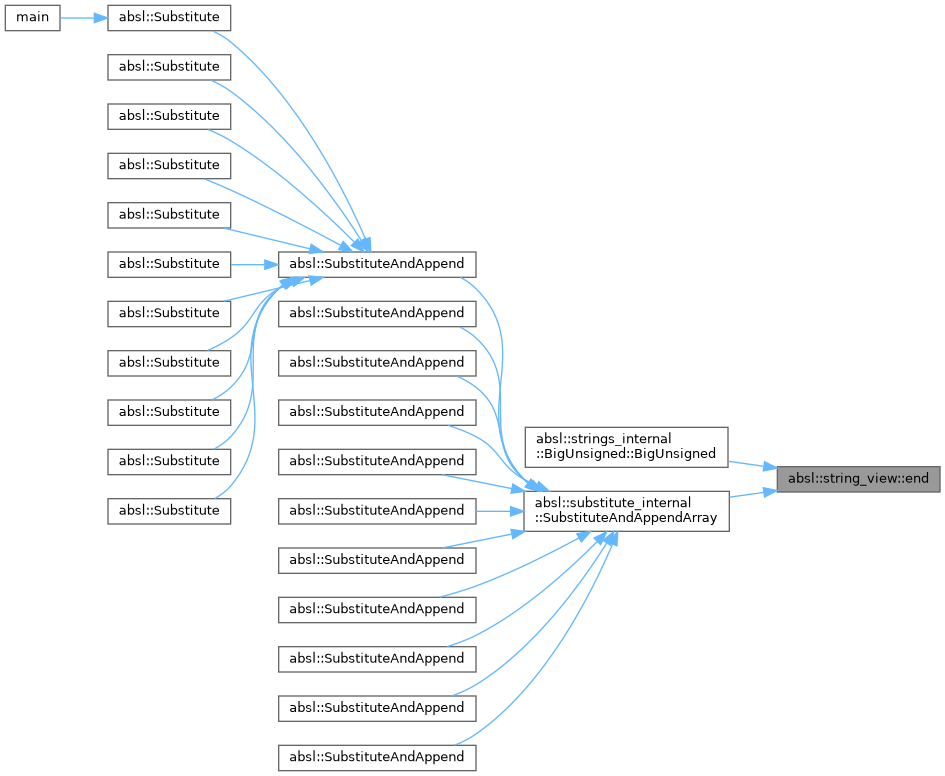 main
absl::Substitute
absl::Substitute
absl::Substitute
absl::Substitute
absl::Substitute
absl::Substitute
absl::Substitute
absl::Substitute
absl::Substitute
absl::Substitute
absl::Substitute
absl::SubstituteAndAppend
absl::SubstituteAndAppend
absl::SubstituteAndAppend
absl::SubstituteAndAppend
absl::SubstituteAndAppend
absl::SubstituteAndAppend
absl::SubstituteAndAppend
absl::SubstituteAndAppend
absl::SubstituteAndAppend
absl::SubstituteAndAppend
absl::SubstituteAndAppend
absl::strings_internal
::BigUnsigned::BigUnsigned
absl::substitute_internal
::SubstituteAndAppendArray
absl::string_view::end